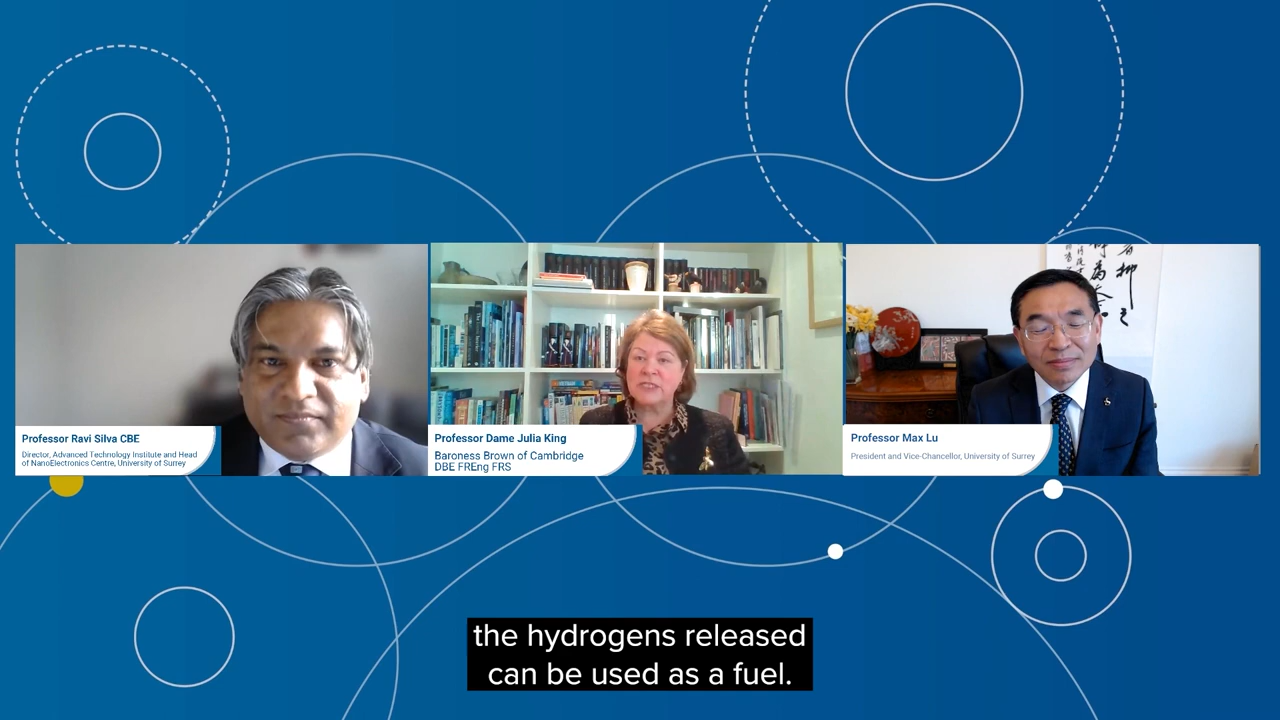 Professor Ravi Silva CBE
Director, Advanced Technology Institute and Head
of NanoElectronics Centre, University of Surrey
Professor Dame Julia King
Baroness Brown of Cambridge
DBE FREng FRS
Professor Max Lu
President and Vice-Chancellor, University of Surrey
the hydrogens released
can be used as a fuel.